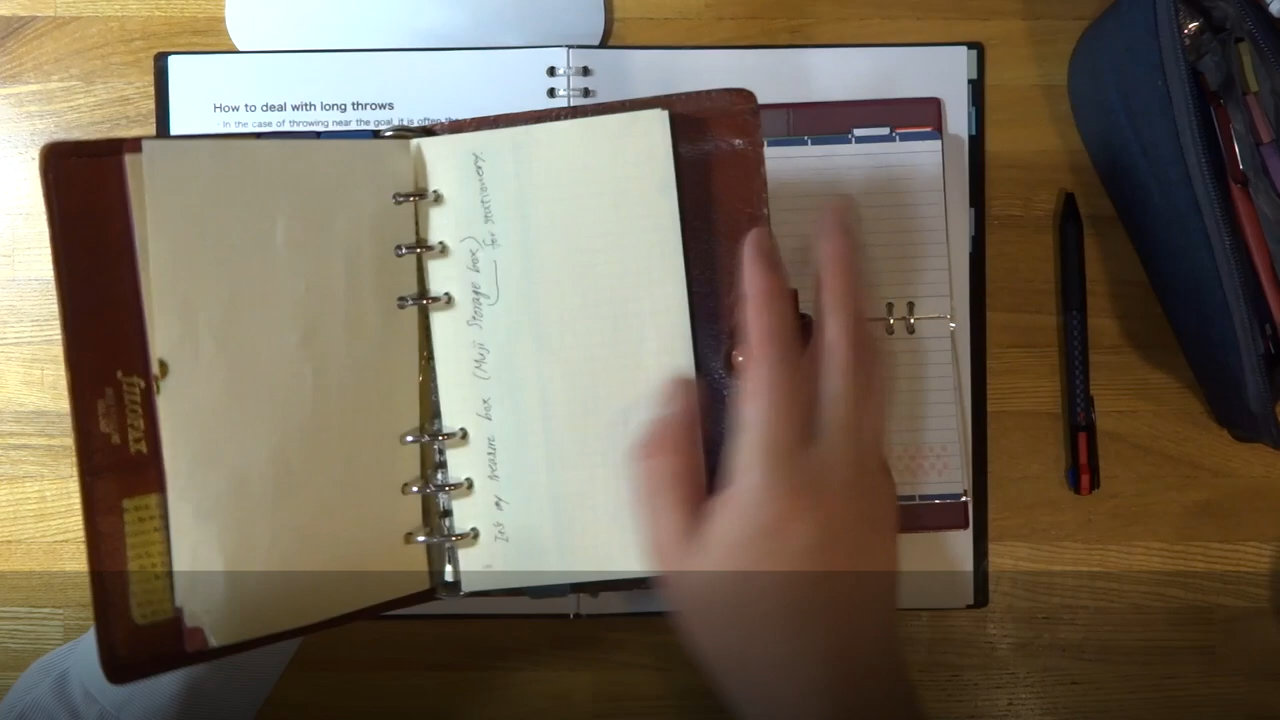 How to deal with long throws
· In the case of throwing near the goal, it is often the
It's my treasure box (Muji Storage box)
for stationery.
filofax